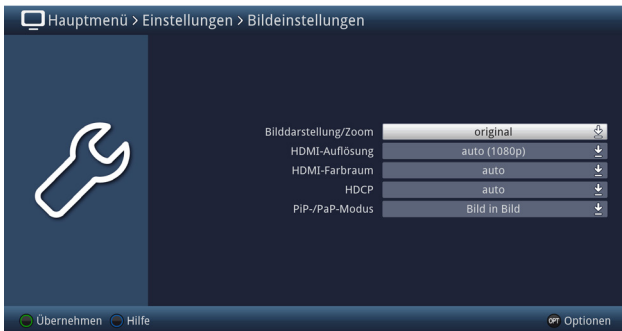 Hauptmenü > Einstellungen > Bildeinstellungen
Bilddarstellung/Zoom original
HDMI-Auflösung auto (1080p)
HDMI-Farbraum auto
HDCP auto
PiP-/PaP-Modus Bild in Bild
Übernehmen Hilfe OPT Optionen